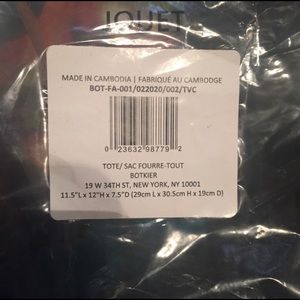 JOUET
MADE IN CAMBODIA | FABRIQUÉ AU CAMBODGE
BOT-FA-001/022020/002/TVC
0 23632 98779 2
TOTE/ SAC FOURRE-TOUT
BOTKIER
19 W 34TH ST, NEW YORK, NY 10001
11.5"L x 12"H x 7.5"D (29cm L x 30.5cm H x 19cm D)